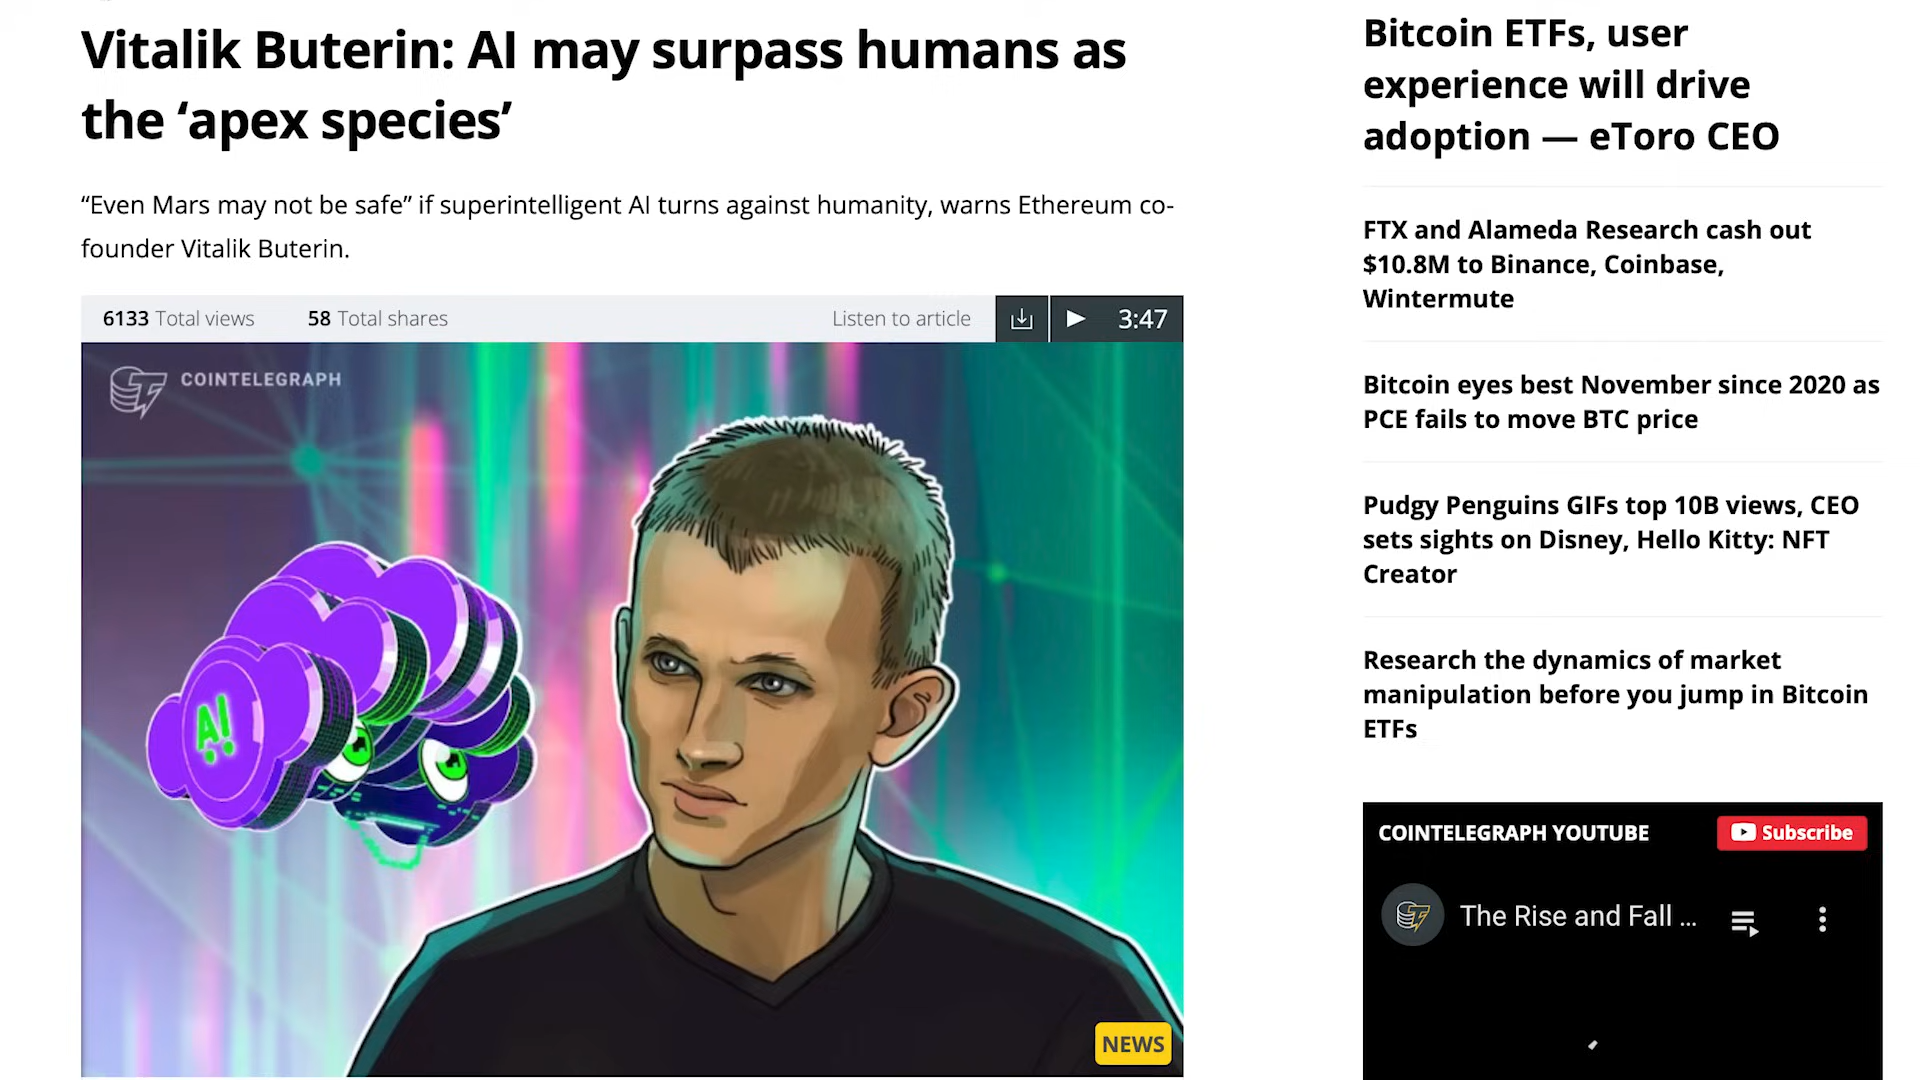 Vitalik Buterin: AI may surpass humans as
the ‘apex species’
“Even Mars may not be safe” if superintelligent AI turns against humanity, warns Ethereum co-
founder Vitalik Buterin.
6133 Total views 58 Total shares Listen to article 3:47
COINTELEGRAPH
AI
NEWS
Bitcoin ETFs, user
experience will drive
adoption — eToro CEO
FTX and Alameda Research cash out
$10.8M to Binance, Coinbase,
Wintermute
Bitcoin eyes best November since 2020 as
PCE fails to move BTC price
Pudgy Penguins GIFs top 10B views, CEO
sets sights on Disney, Hello Kitty: NFT
Creator
Research the dynamics of market
manipulation before you jump in Bitcoin
ETFs
COINTELEGRAPH YOUTUBE Subscribe
The Rise and Fall ...